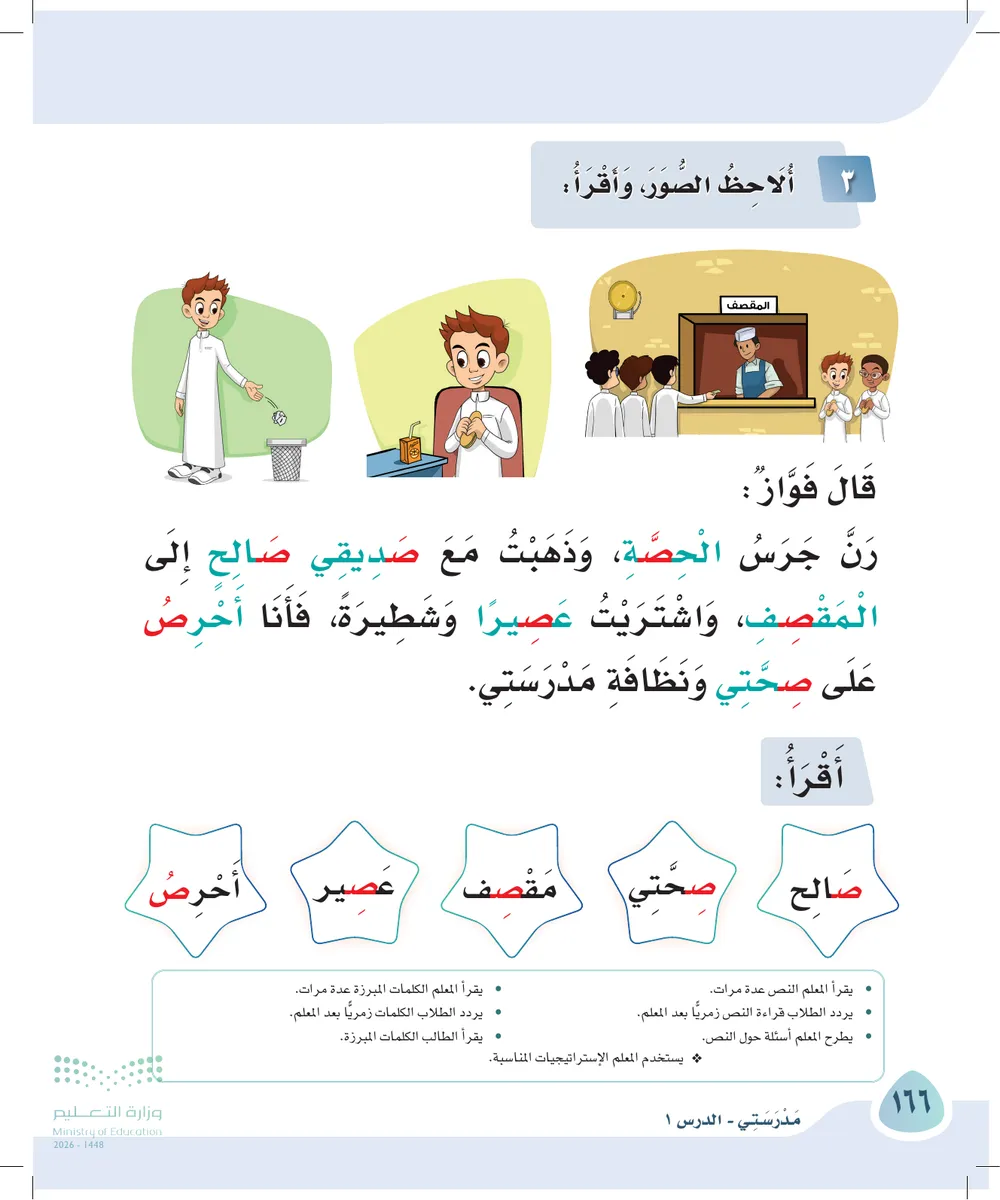 ٣
أُلَاحِظُ الصُّوَرَ، وَأَقْرَأُ:
المقصف
قَالَ فَوَّازٌ:
رَنَّ جَرَسُ الْحِصَّةِ، وَذَهَبْتُ مَعَ صَدِيقِي صَالِحٍ إِلَى
الْمَقْصِفِ، وَاشْتَرَيْتُ عَصِيرًا وَشَطِيرَةً، فَأَنَا أَحْرِصُ
عَلَى صِحَّتِي وَنَظَافَةِ مَدْرَسَتِي.
أَقْرَأُ:
صَالِح
صِحَّتِي
مَقْصِف
عَصِير
أَحْرِصُ
• يقرأ المعلم النص عدة مرات.
• يردد الطلاب قراءة النص زمريًّا بعد المعلم.
• يطرح المعلم أسئلة حول النص.
• يقرأ المعلم الكلمات المبرزة عدة مرات.
• يردد الطلاب الكلمات زمريًّا بعد المعلم.
• يقرأ الطالب الكلمات المبرزة.
❖ يستخدم المعلم الإستراتيجيات المناسبة.
١٦٦
مَدْرَسَتِي - الدرس ١
وزارة التعـــليم
Ministry of Education
2026 - 1448